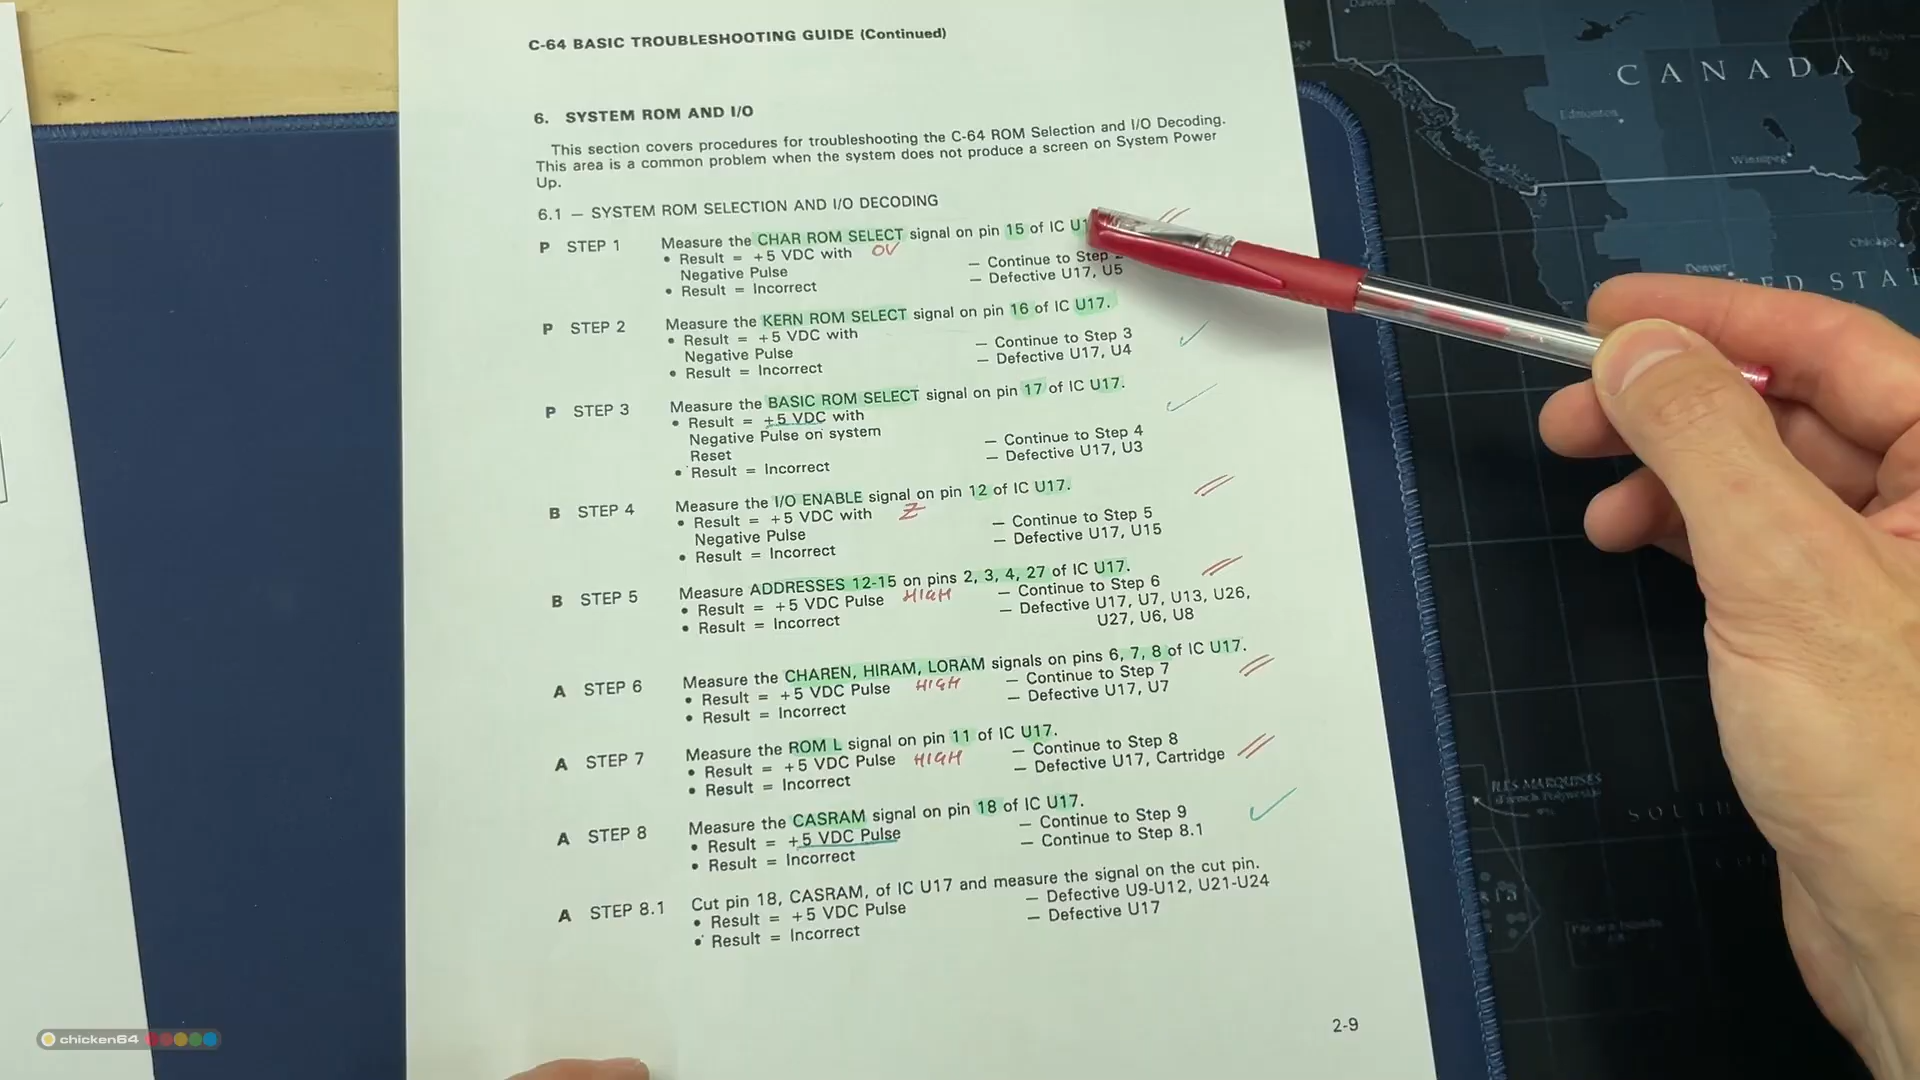 C-64 BASIC TROUBLESHOOTING GUIDE (Continued)
6. SYSTEM ROM AND I/O
This section covers procedures for troubleshooting the C-64 ROM Selection and I/O Decoding.
This area is a common problem when the system does not produce a screen on System Power
Up.
6.1 — SYSTEM ROM SELECTION AND I/O DECODING
P STEP 1 Measure the CHAR ROM SELECT signal on pin 15 of IC
• Result = +5 VDC with 0V — Continue to Step
Negative Pulse — Defective U17, U5
• Result = Incorrect
P STEP 2 Measure the KERN ROM SELECT signal on pin 16 of IC U17.
• Result = +5 VDC with — Continue to Step 3
Negative Pulse — Defective U17, U4
• Result = Incorrect
P STEP 3 Measure the BASIC ROM SELECT signal on pin 17 of IC U17.
• Result = +5 VDC with
Negative Pulse on system — Continue to Step 4
Reset — Defective U17, U3
• Result = Incorrect
B STEP 4 Measure the I/O ENABLE signal on pin 12 of IC U17.
• Result = +5 VDC with Z — Continue to Step 5
Negative Pulse — Defective U17, U15
• Result = Incorrect
B STEP 5 Measure ADDRESSES 12-15 on pins 2, 3, 4, 27 of IC U17.
• Result = +5 VDC Pulse HIGH — Continue to Step 6
• Result = Incorrect — Defective U17, U7, U13, U26,
U27, U6, U8
A STEP 6 Measure the CHAREN, HIRAM, LORAM signals on pins 6, 7, 8 of IC U17.
• Result = +5 VDC Pulse HIGH — Continue to Step 7
• Result = Incorrect — Defective U17, U7
A STEP 7 Measure the ROM L signal on pin 11 of IC U17.
• Result = +5 VDC Pulse HIGH — Continue to Step 8
• Result = Incorrect — Defective U17, Cartridge
A STEP 8 Measure the CASRAM signal on pin 18 of IC U17.
• Result = +5 VDC Pulse — Continue to Step 9
• Result = Incorrect — Continue to Step 8.1
A STEP 8.1 Cut pin 18, CASRAM, of IC U17 and measure the signal on the cut pin.
• Result = +5 VDC Pulse — Defective U9-U12, U21-U24
• Result = Incorrect — Defective U17
2-9
CANADA
Edmonton
Winnipeg
Chicago
Denver
ILES MARQUISES
chicken64